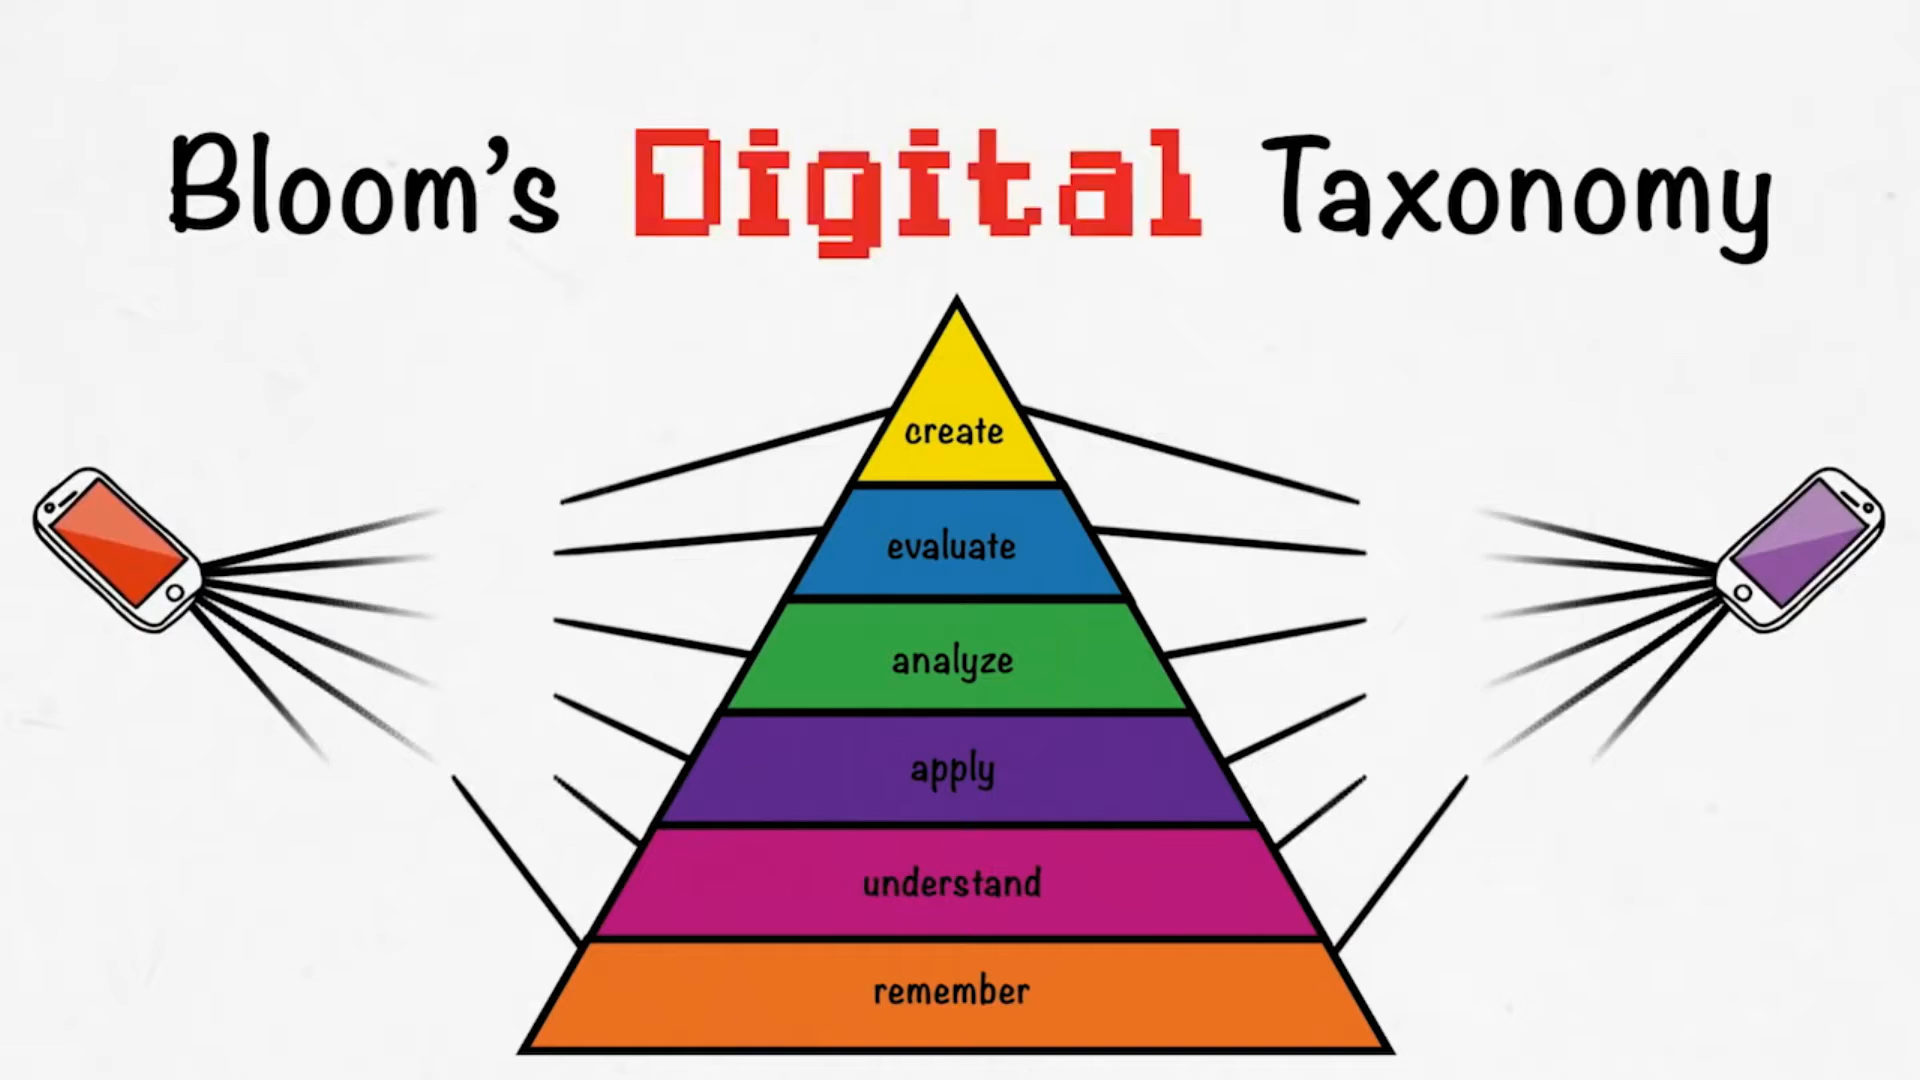 Bloom's Digital Taxonomy
create
evaluate
analyze
apply
understand
remember